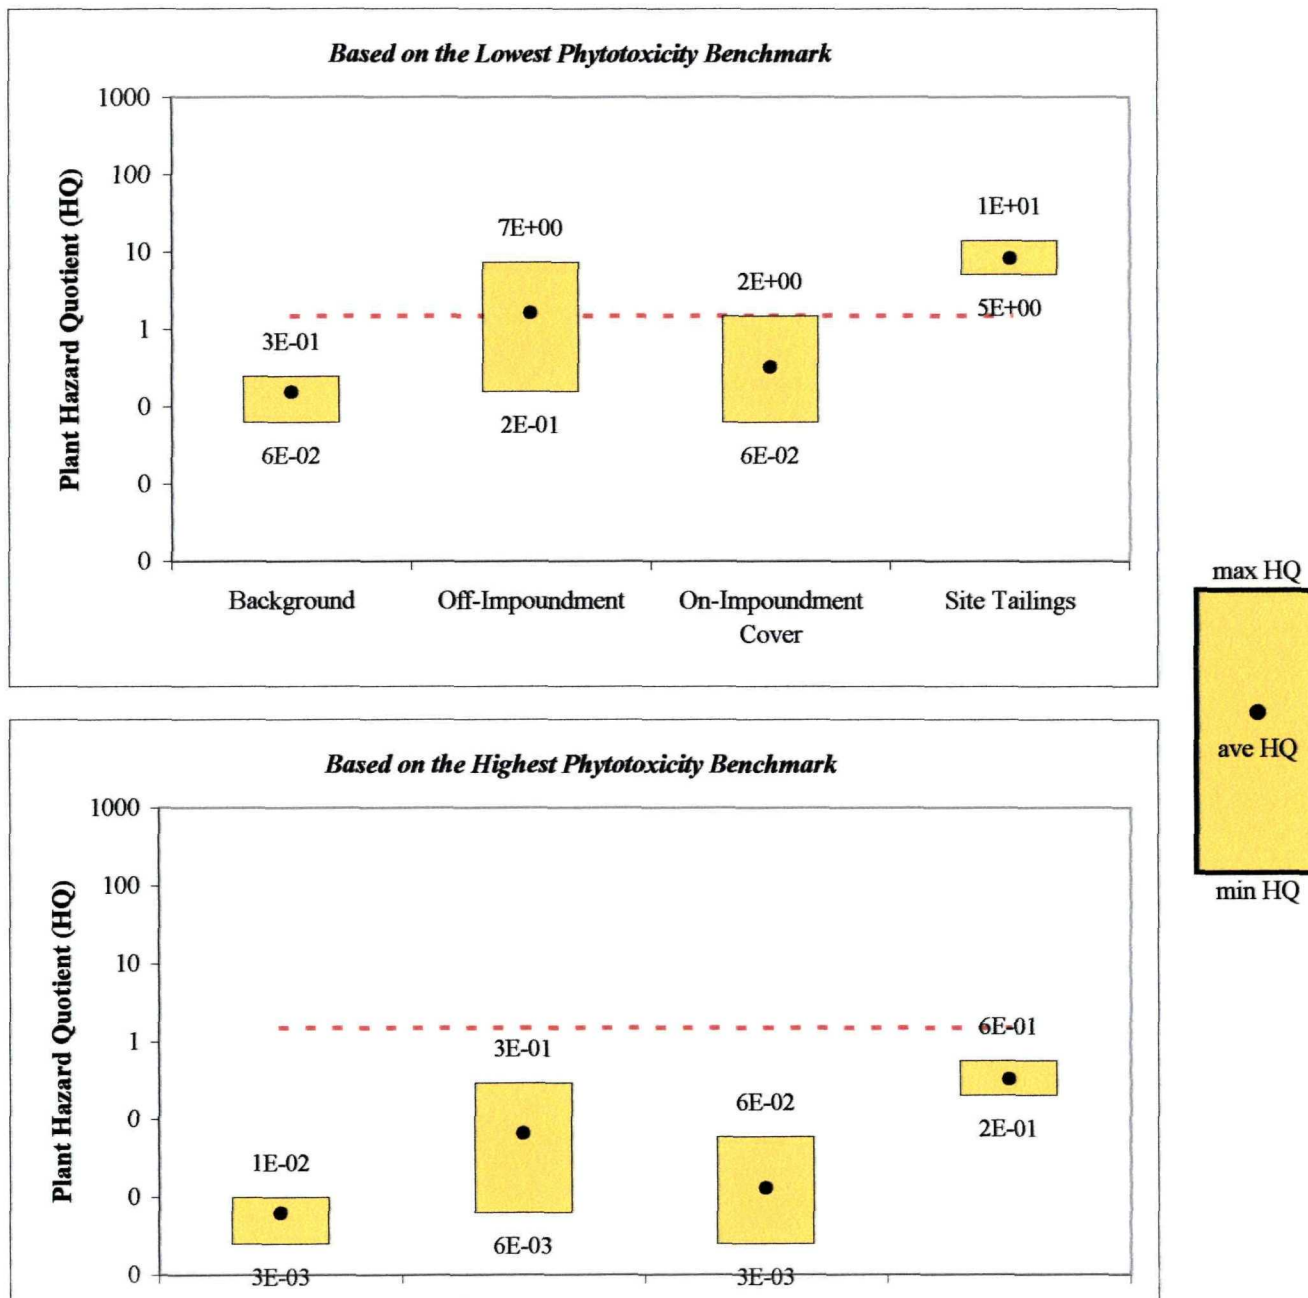 Based on the Lowest Phytotoxicity Benchmark
Plant Hazard Quotient (HQ)
1000
100
10
1
0
0
0
3E-01
6E-02
7E+00
2E-01
2E+00
6E-02
1E+01
5E+00
Background
Off-Impoundment
On-Impoundment
Cover
Site Tailings
max HQ
ave HQ
min HQ
Based on the Highest Phytotoxicity Benchmark
Plant Hazard Quotient (HQ)
1000
100
10
1
0
0
0
1E-02
3E-03
3E-01
6E-03
6E-02
3E-03
6E-01
2E-01